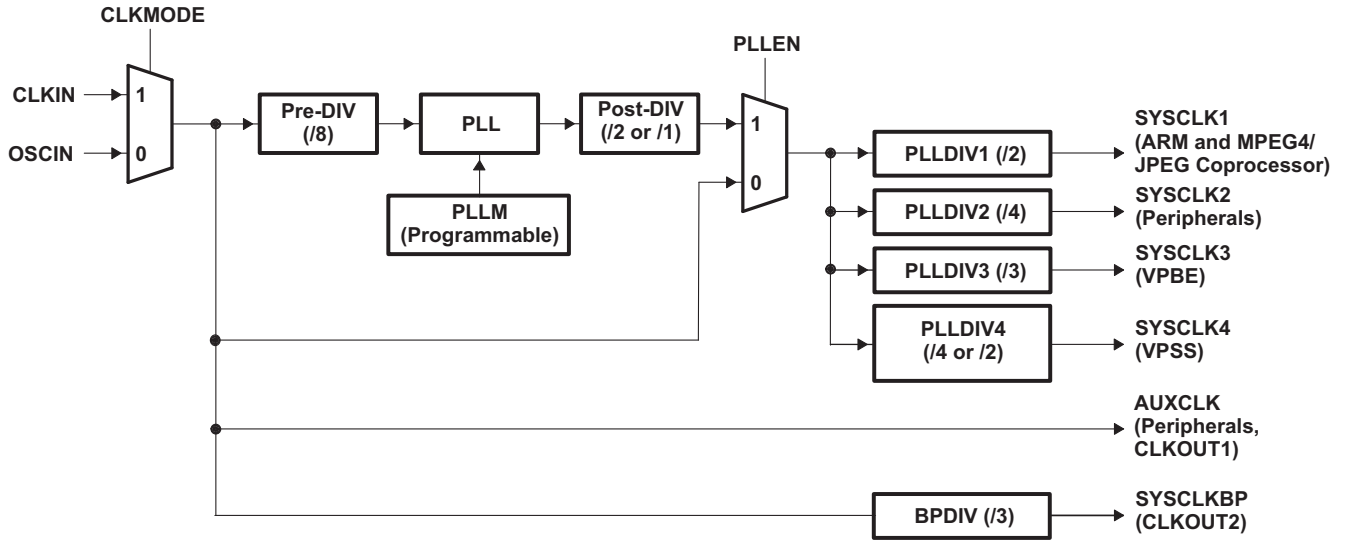 CLKMODE
CLKIN
1
OSCIN
0
Pre-DIV
(/8)
PLL
Post-DIV
(/2 or /1)
PLLM
(Programmable)
PLLEN
1
0
PLLDIV1 (/2)
SYSCLK1
(ARM and MPEG4/
JPEG Coprocessor)
PLLDIV2 (/4)
SYSCLK2
(Peripherals)
PLLDIV3 (/3)
SYSCLK3
(VPBE)
PLLDIV4
(/4 or /2)
SYSCLK4
(VPSS)
AUXCLK
(Peripherals,
CLKOUT1)
BPDIV (/3)
SYSCLKBP
(CLKOUT2)